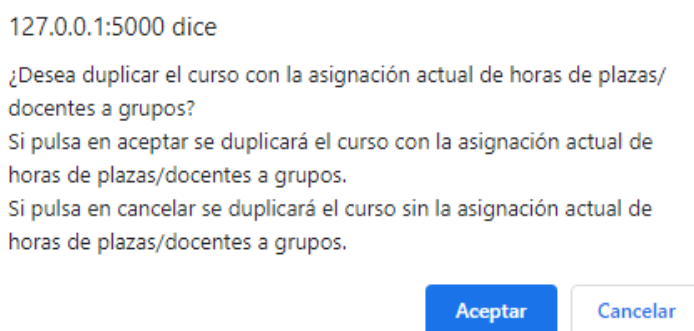 127.0.0.1:5000 dice
¿Desea duplicar el curso con la asignación actual de horas de plazas/
docentes a grupos?
Si pulsa en aceptar se duplicará el curso con la asignación actual de
horas de plazas/docentes a grupos.
Si pulsa en cancelar se duplicará el curso sin la asignación actual de
horas de plazas/docentes a grupos.
Aceptar
Cancelar